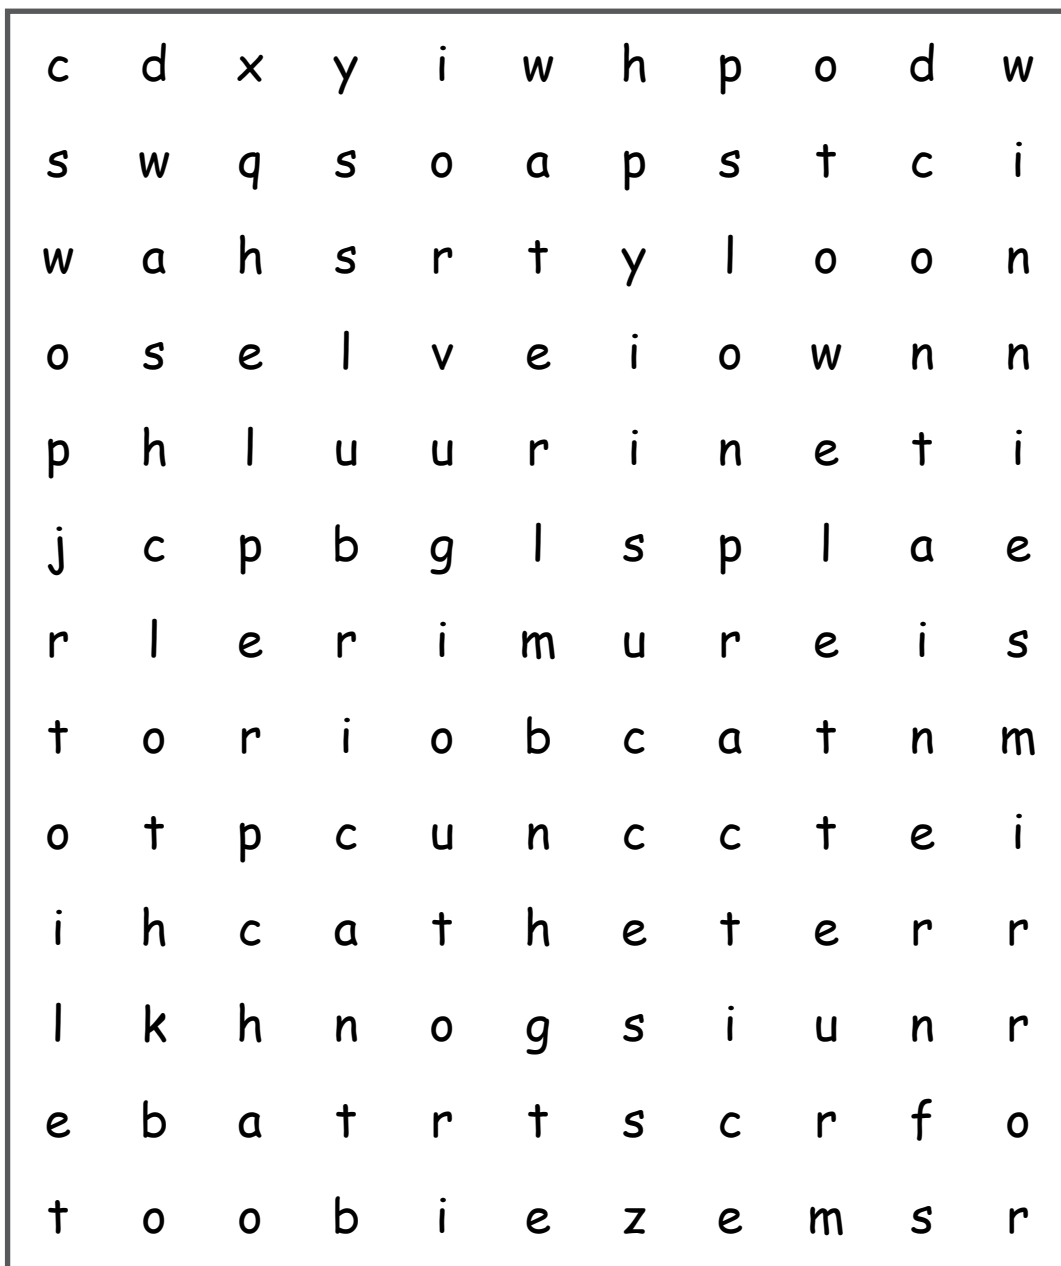 c d x y i w h p o d w
s w q s o a p s t c i
w a h s r t y l o o n
o s e l v e i o w n n
p h l u u r i n e t i
j c p b g l s p l a e
r l e r i m u r e i s
t o r i o b c a t n m
o t p c u n c c t e i
i h c a t h e t e r r
l k h n o g s i u n r
e b a t r t s c r f o
t o o b i e z e m s r